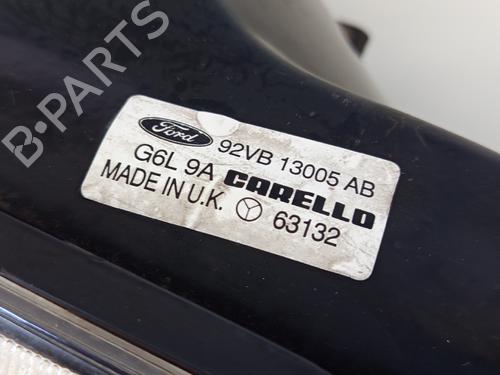 B-PARTS
Ford 92VB 13005 AB
G6L 9A CARELLO
MADE IN U.K. 63132